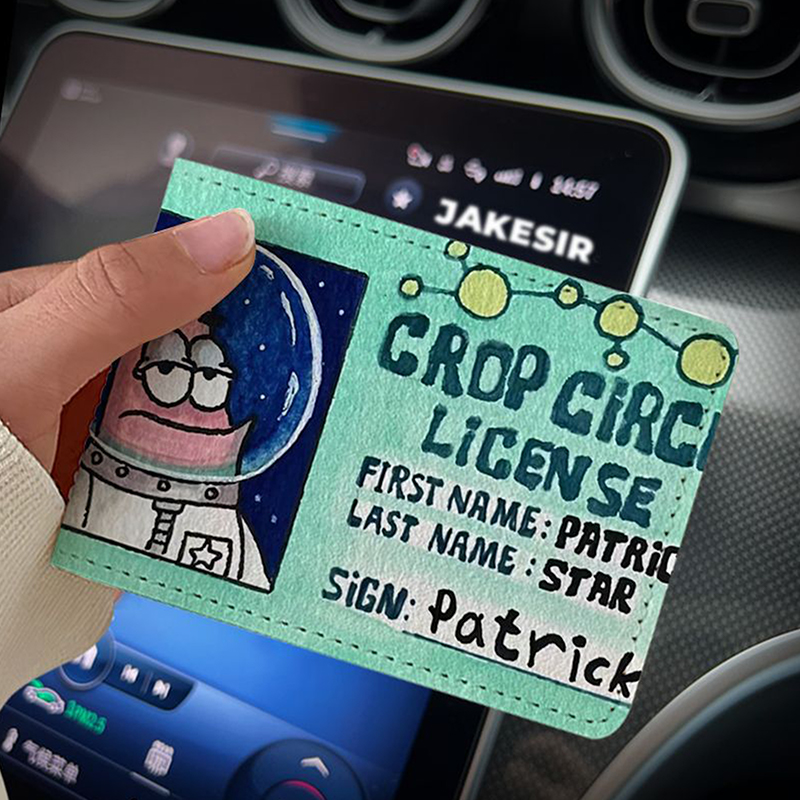 JAKESIR
CROP CIRC
LICENSE
FIRST NAME: PATRIC
LAST NAME : STAR
SIGN: Patrick